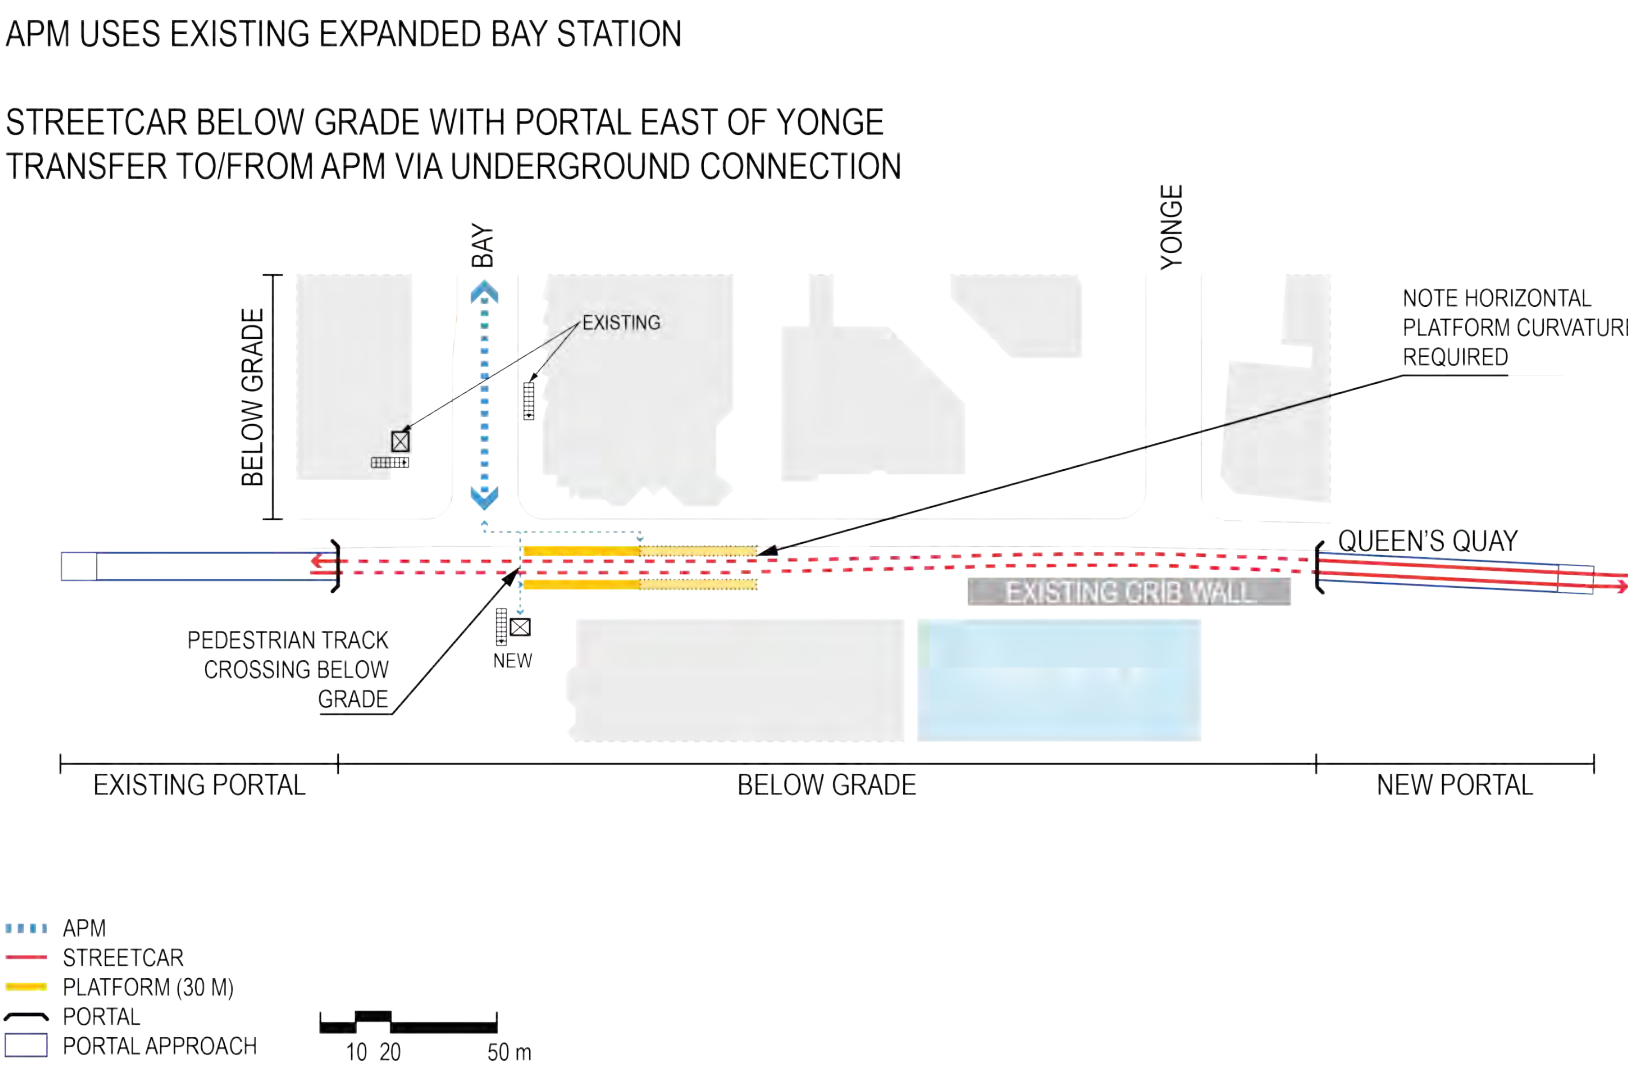 APM USES EXISTING EXPANDED BAY STATION
STREETCAR BELOW GRADE WITH PORTAL EAST OF YONGE
TRANSFER TO/FROM APM VIA UNDERGROUND CONNECTION
YONGE
BAY
BELOW GRADE
EXISTING
NOTE HORIZONTAL
PLATFORM CURVATURE
REQUIRED
QUEEN'S QUAY
EXISTING CRIB WALL
PEDESTRIAN TRACK
CROSSING BELOW
GRADE
NEW
EXISTING PORTAL
BELOW GRADE
NEW PORTAL
APM
STREETCAR
PLATFORM (30 M)
PORTAL
PORTAL APPROACH
10 20 50 m